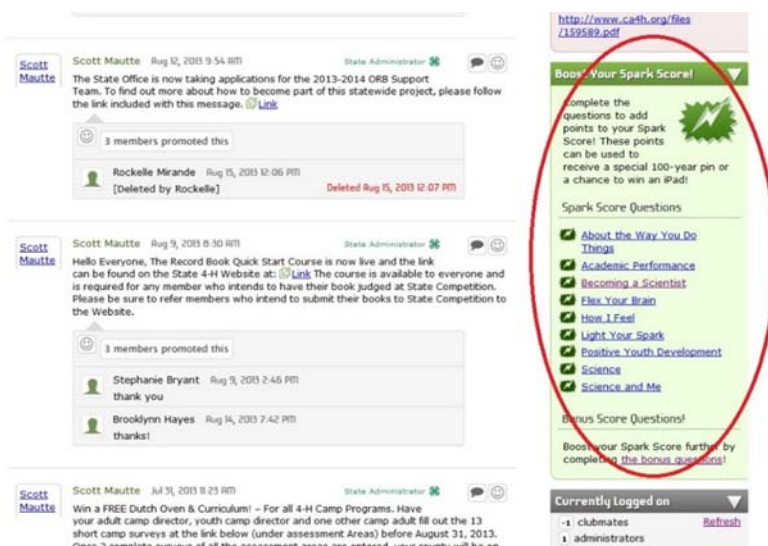 Scott
Mautte
Scott Mautte Aug 12, 2013 9:54 AM State Administrator
The State Office is now taking applications for the 2013-2014 ORB Support
Team. To find out more about how to become part of this statewide project, please follow
the link included with this message. Link
3 members promoted this
Rockelle Mirande Aug 15, 2013 12:06 PM
[Deleted by Rockelle] Deleted Aug 15, 2013 12:07 PM
Scott
Mautte
Scott Mautte Aug 9, 2013 8:30 AM State Administrator
Hello Everyone, The Record Book Quick Start Course is now live and the link
can be found on the State 4-H Website at: Link The course is available to everyone and
is required for any member who intends to have their book judged at State Competition.
Please be sure to refer members who intend to submit their books to State Competition to
the Website.
3 members promoted this
Stephanie Bryant Aug 9, 2013 2:46 PM
thank you
Brooklynn Hayes Aug 14, 2013 7:42 PM
thanks!
Scott
Mautte
Scott Mautte Jul 31, 2013 11:23 AM State Administrator
Win a FREE Dutch Oven & Curriculum! – For all 4-H Camp Programs. Have
your adult camp director, youth camp director and one other camp adult fill out the 13
short camp surveys at the link below (under assessment Areas) before August 31, 2013.
Once 3 complete surveys of all the assessment areas are entered, your county will be en
http://www.ca4h.org/files
/159589.pdf
Boost Your Spark Score!
Complete the
questions to add
points to your Spark
Score! These points
can be used to
receive a special 100-year pin or
a chance to win an iPad!
Spark Score Questions
About the Way You Do
Things
Academic Performance
Becoming a Scientist
Flex Your Brain
How I Feel
Light Your Spark
Positive Youth Development
Science
Science and Me
Bonus Score Questions!
Boost your Spark Score further by
completing the bonus questions!
Currently Logged on
-1 clubmates Refresh
1 administrators